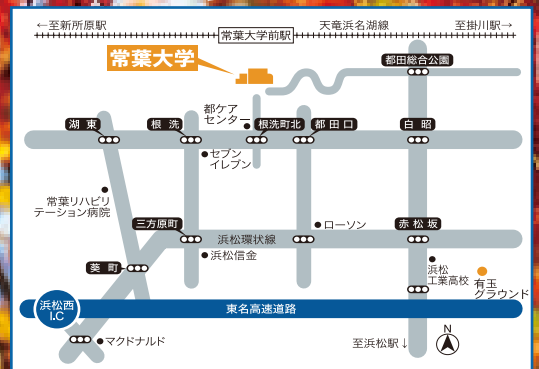 ←至新所原駅
天竜浜名湖線
至掛川駅→
常葉大学前駅
常葉大学
都田総合公園
都ケア
センター
湖東
根洗
根洗町北
都田口
白昭
セブン
イレブン
常葉リハビリ
テーション病院
三方原町
浜松環状線
ローソン
赤松坂
浜松信金
葵町
浜松
工業高校
有玉
グラウンド
浜松西
I.C
東名高速道路
マクドナルド
至浜松駅↓
N